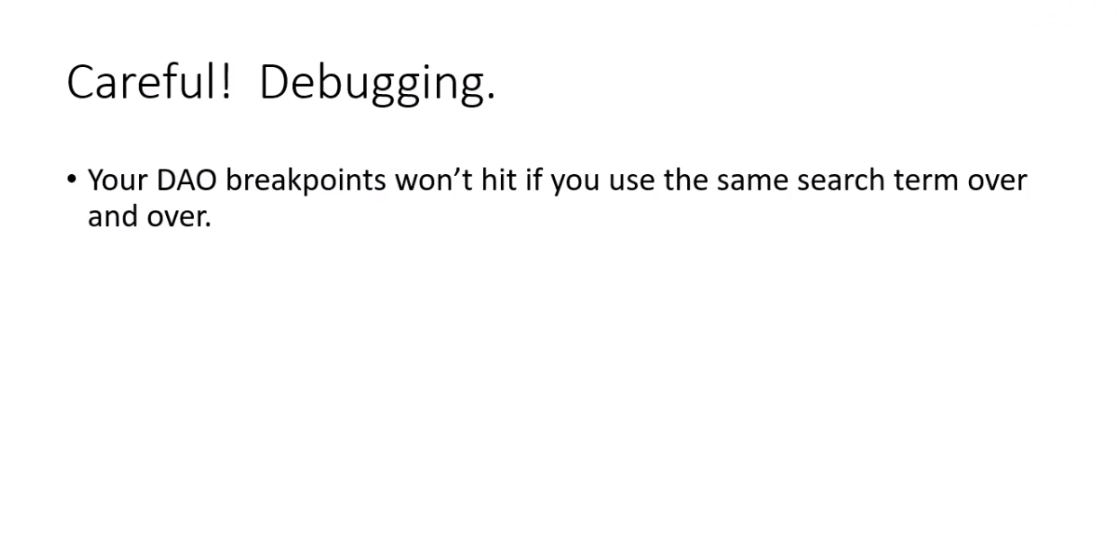 Careful!  Debugging.
• Your DAO breakpoints won’t hit if you use the same search term over
and over.